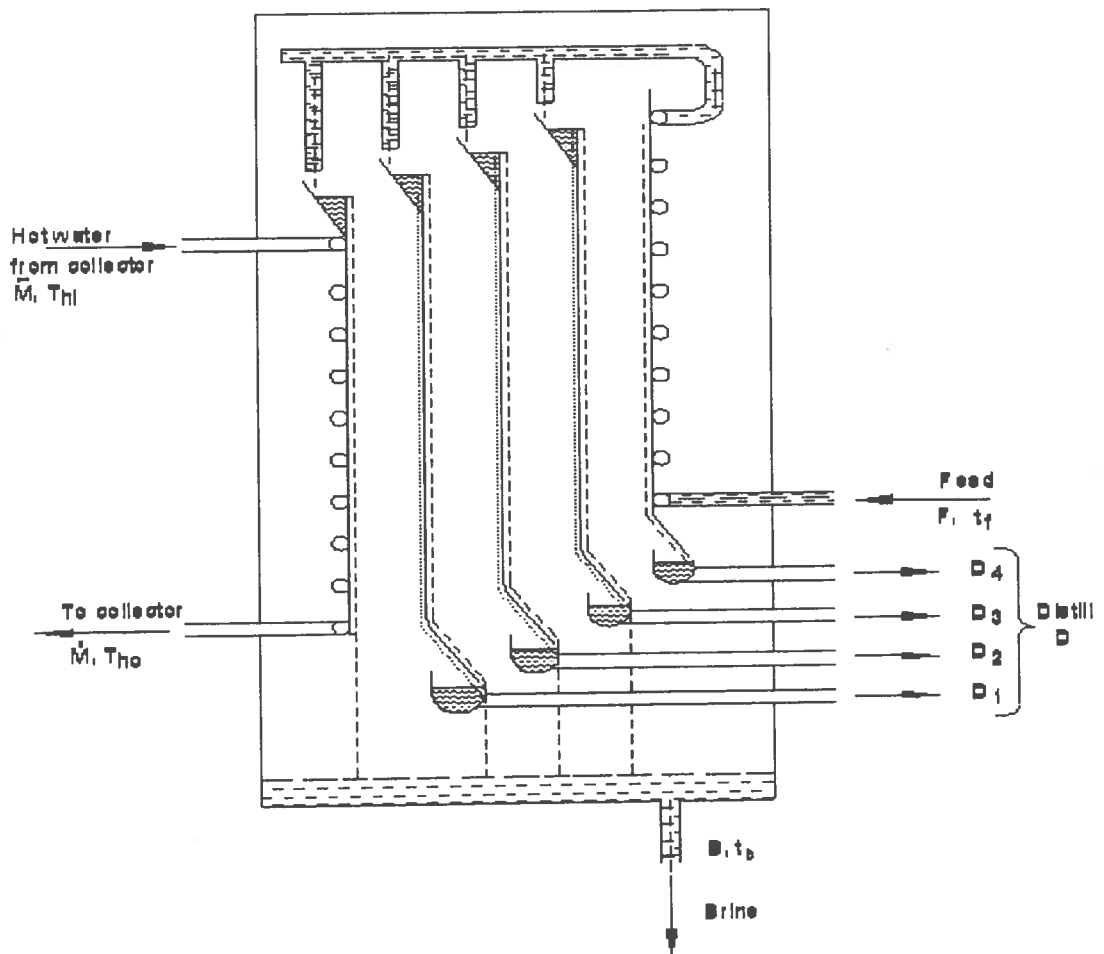 Hotwater
from collector
Ṁ, Thi
To collector
Ṁ, Tho
Feed
F, tf
D4
D3
D2
D1
Distill
D
B, tb
Brine